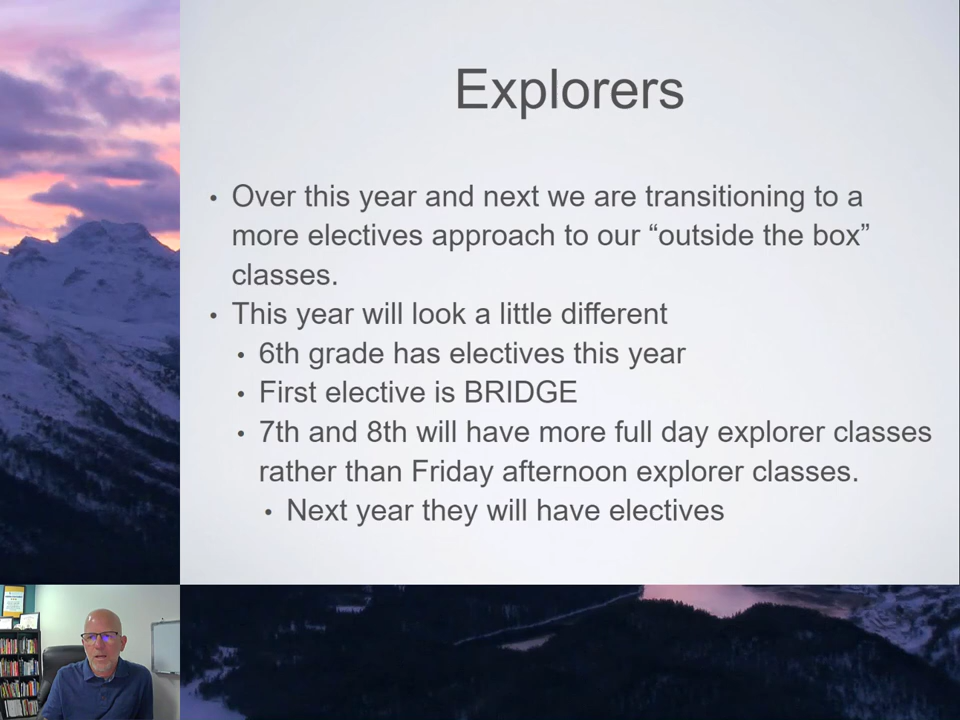 Explorers
• Over this year and next we are transitioning to a
more electives approach to our “outside the box”
classes.
• This year will look a little different
• 6th grade has electives this year
• First elective is BRIDGE
• 7th and 8th will have more full day explorer classes
rather than Friday afternoon explorer classes.
• Next year they will have electives